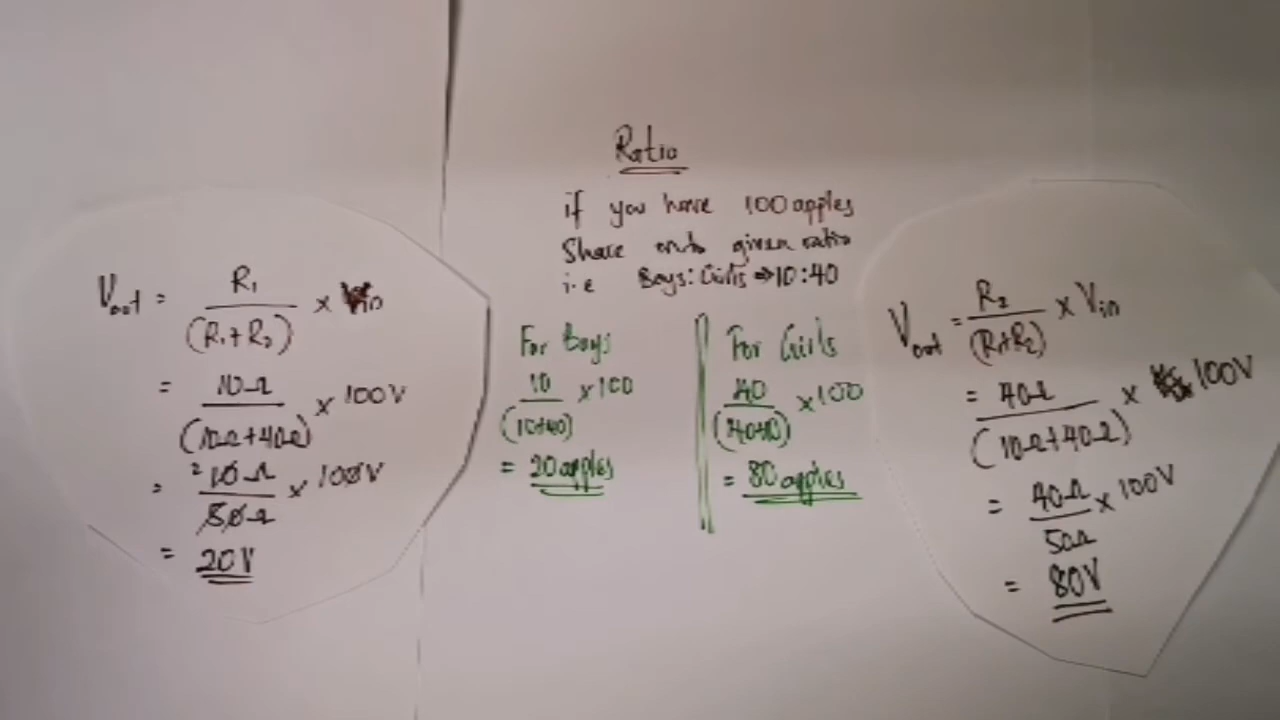 Ratio
if you have 100 apples
Share onto given ratio
i.e Boys: Girls → 10:40
Vout = R1 / (R1+R2) × Vin
= 10Ω / (10Ω+40Ω) × 100V
= 2 10Ω / 50Ω × 100V
= 20V
For Boys
10 / (10+40) × 100
= 20 apples
For Girls
40 / (40+10) × 100
= 80 apples
Vout = R2 / (R1+R2) × Vin
= 40Ω / (10Ω+40Ω) × 100V
= 40Ω / 50Ω × 100V
= 80V